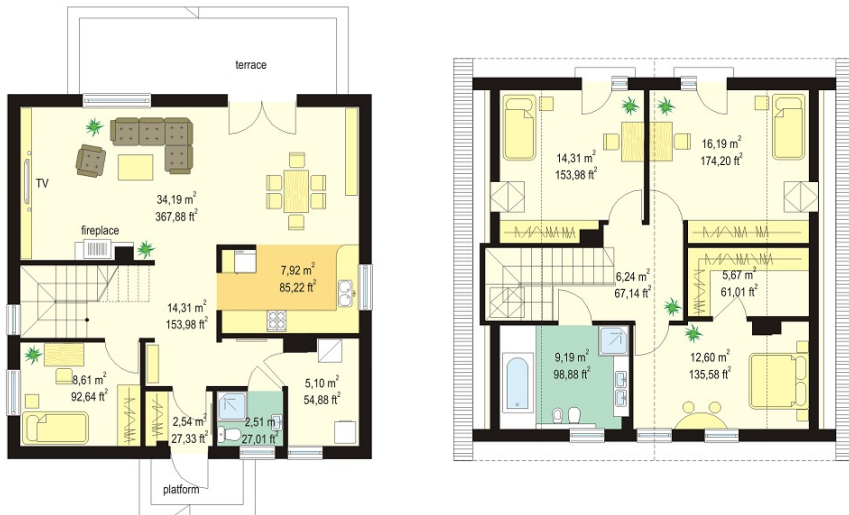 terrace
TV
34,19 m²
367,88 ft²
fireplace
7,92 m²
85,22 ft²
14,31 m²
153,98 ft²
8,61 m²
92,64 ft²
5,10 m²
54,88 ft²
2,54 m²
27,33 ft²
2,51 m²
27,01 ft²
platform
14,31 m²
153,98 ft²
16,19 m²
174,20 ft²
6,24 m²
67,14 ft²
5,67 m²
61,01 ft²
9,19 m²
98,88 ft²
12,60 m²
135,58 ft²